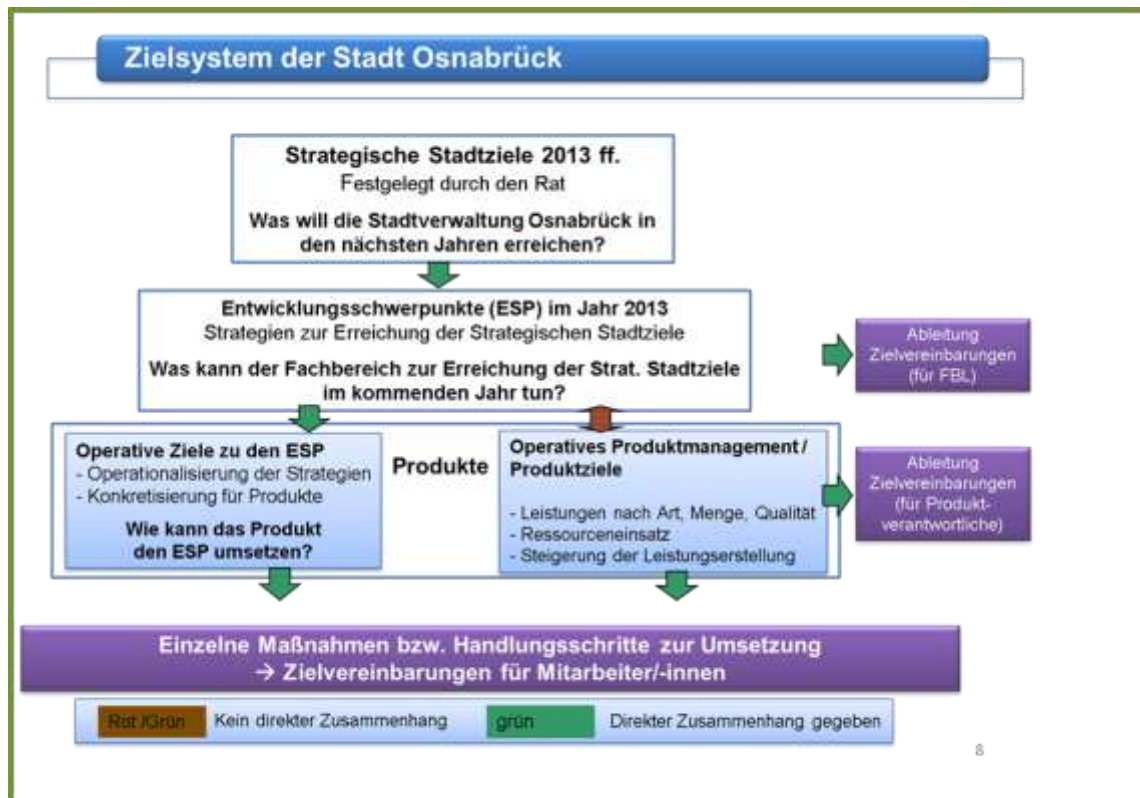 Zielsystem der Stadt Osnabrück
Strategische Stadtziele 2013 ff.
Festgelegt durch den Rat
Was will die Stadtverwaltung Osnabrück in
den nächsten Jahren erreichen?
Entwicklungsschwerpunkte (ESP) im Jahr 2013
Strategien zur Erreichung der Strategischen Stadtziele
Was kann der Fachbereich zur Erreichung der Strat. Stadtziele
im kommenden Jahr tun?
Ableitung
Zielvereinbarungen
(für FBL)
Operative Ziele zu den ESP
- Operationalisierung der Strategien
- Konkretisierung für Produkte
Wie kann das Produkt
den ESP umsetzen?
Produkte
Operatives Produktmanagement /
Produktziele
- Leistungen nach Art, Menge, Qualität
- Ressourceneinsatz
- Steigerung der Leistungserstellung
Ableitung
Zielvereinbarungen
(für Produkt-
verantwortliche)
Einzelne Maßnahmen bzw. Handlungsschritte zur Umsetzung
→ Zielvereinbarungen für Mitarbeiter/-innen
Rot /Grün
Kein direkter Zusammenhang
grün
Direkter Zusammenhang gegeben
8